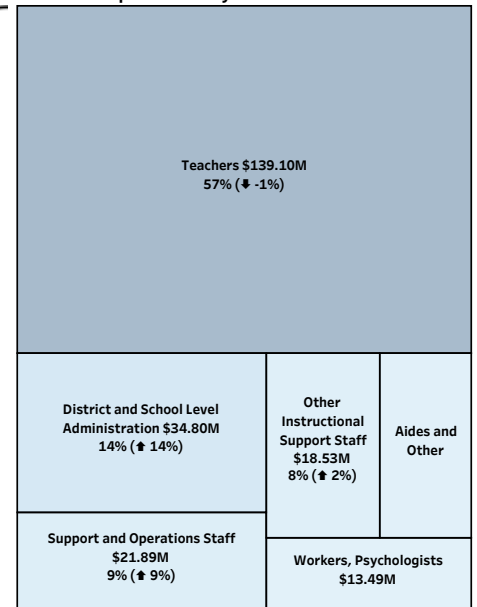 Teachers $139.10M
57% (🡇 -1%)
District and School Level
Administration $34.80M
14% (🡅 14%)
Other
Instructional
Support Staff
$18.53M
8% (🡅 2%)
Aides and
Other
Support and Operations Staff
$21.89M
9% (🡅 9%)
Workers, Psychologists
$13.49M